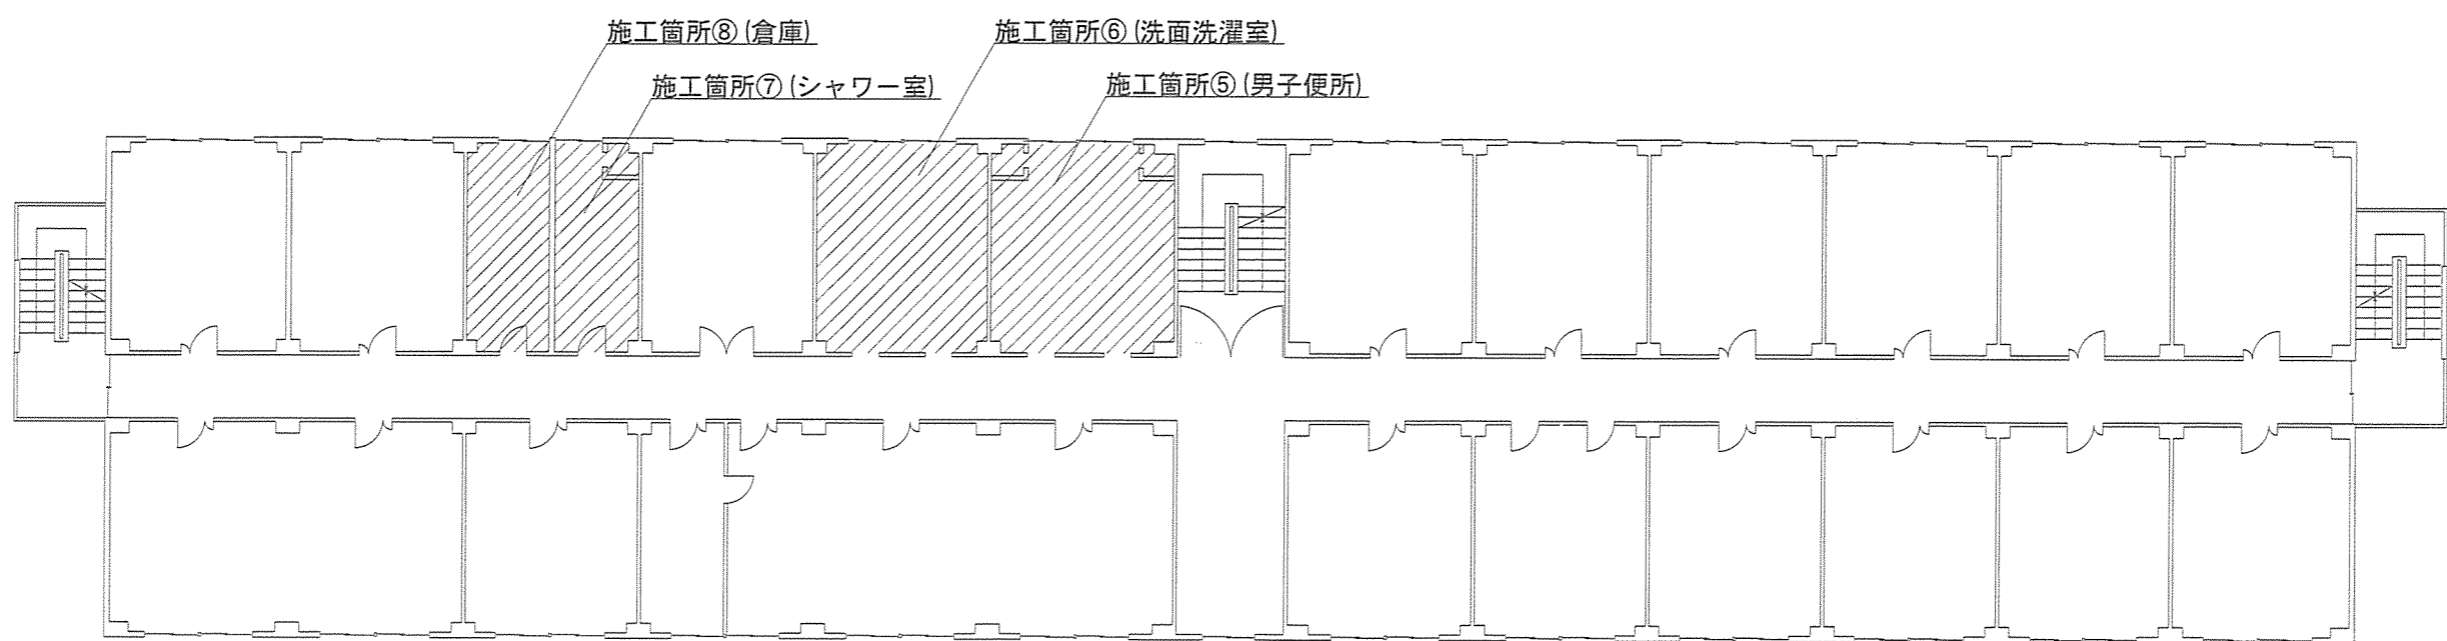 施工箇所⑧(倉庫)
施工箇所⑥(洗面洗濯室)
施工箇所⑦(シャワー室)
施工箇所⑤(男子便所)